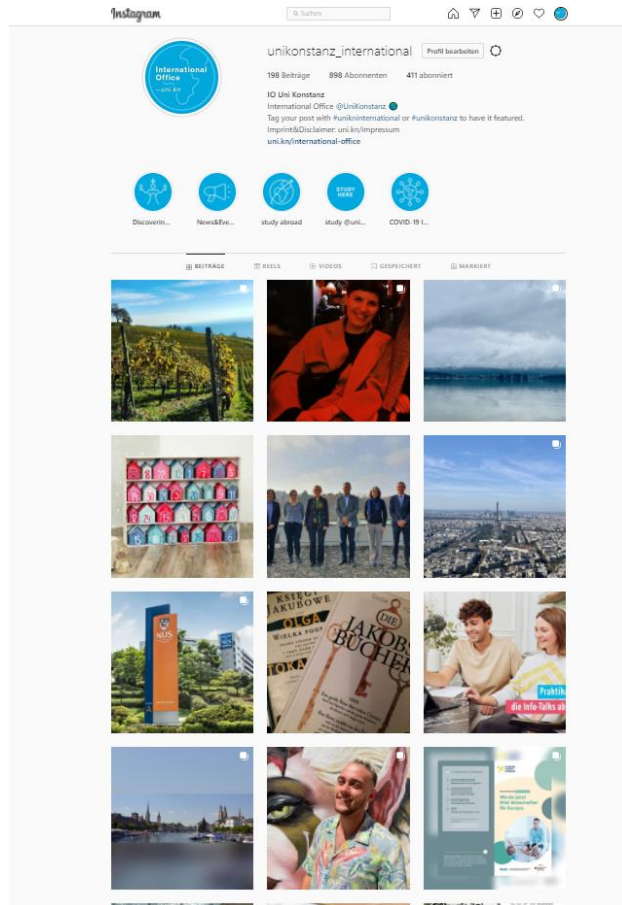 Instagram
Suchen
International
Office
unikonstanz_international
Profil bearbeiten
198 Beiträge 898 Abonnenten 411 abonniert
IO Uni Konstanz
International Office @UniKonstanz
Tag your post with #unikninternational or #unikonstanz to have it featured.
Imprint&Disclaimer: uni.kn/impressum
uni.kn/international-office
STUDY
HERE
Discoverin... News&Eve... study abroad study @uni... COVID-19 I...
BEITRÄGE REELS VIDEOS GESPEICHERT MARKIERT
NUS
KSIĘGI
JAKUBOWE
OLGA
DIE
JAKOBS
BÜCHER
Praktik
die Info-Talks ab